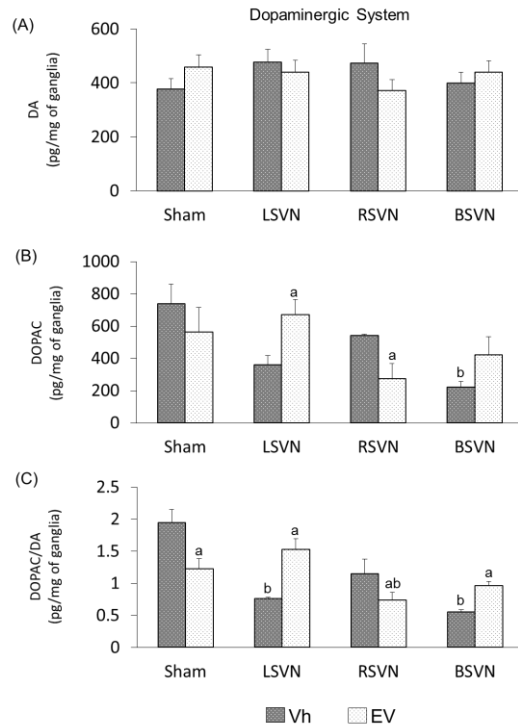 Dopaminergic System
(A)
DA
(pg/mg of ganglia)
600
400
200
0
Sham LSVN RSVN BSVN
(B)
DOPAC
(pg/mg of ganglia)
1000
800
600
400
200
0
a
a
b
Sham LSVN RSVN BSVN
(C)
DOPAC/DA
(pg/mg of ganglia)
2.5
2
1.5
1
0.5
0
a
b
a
ab
b
a
Sham LSVN RSVN BSVN
Vh EV